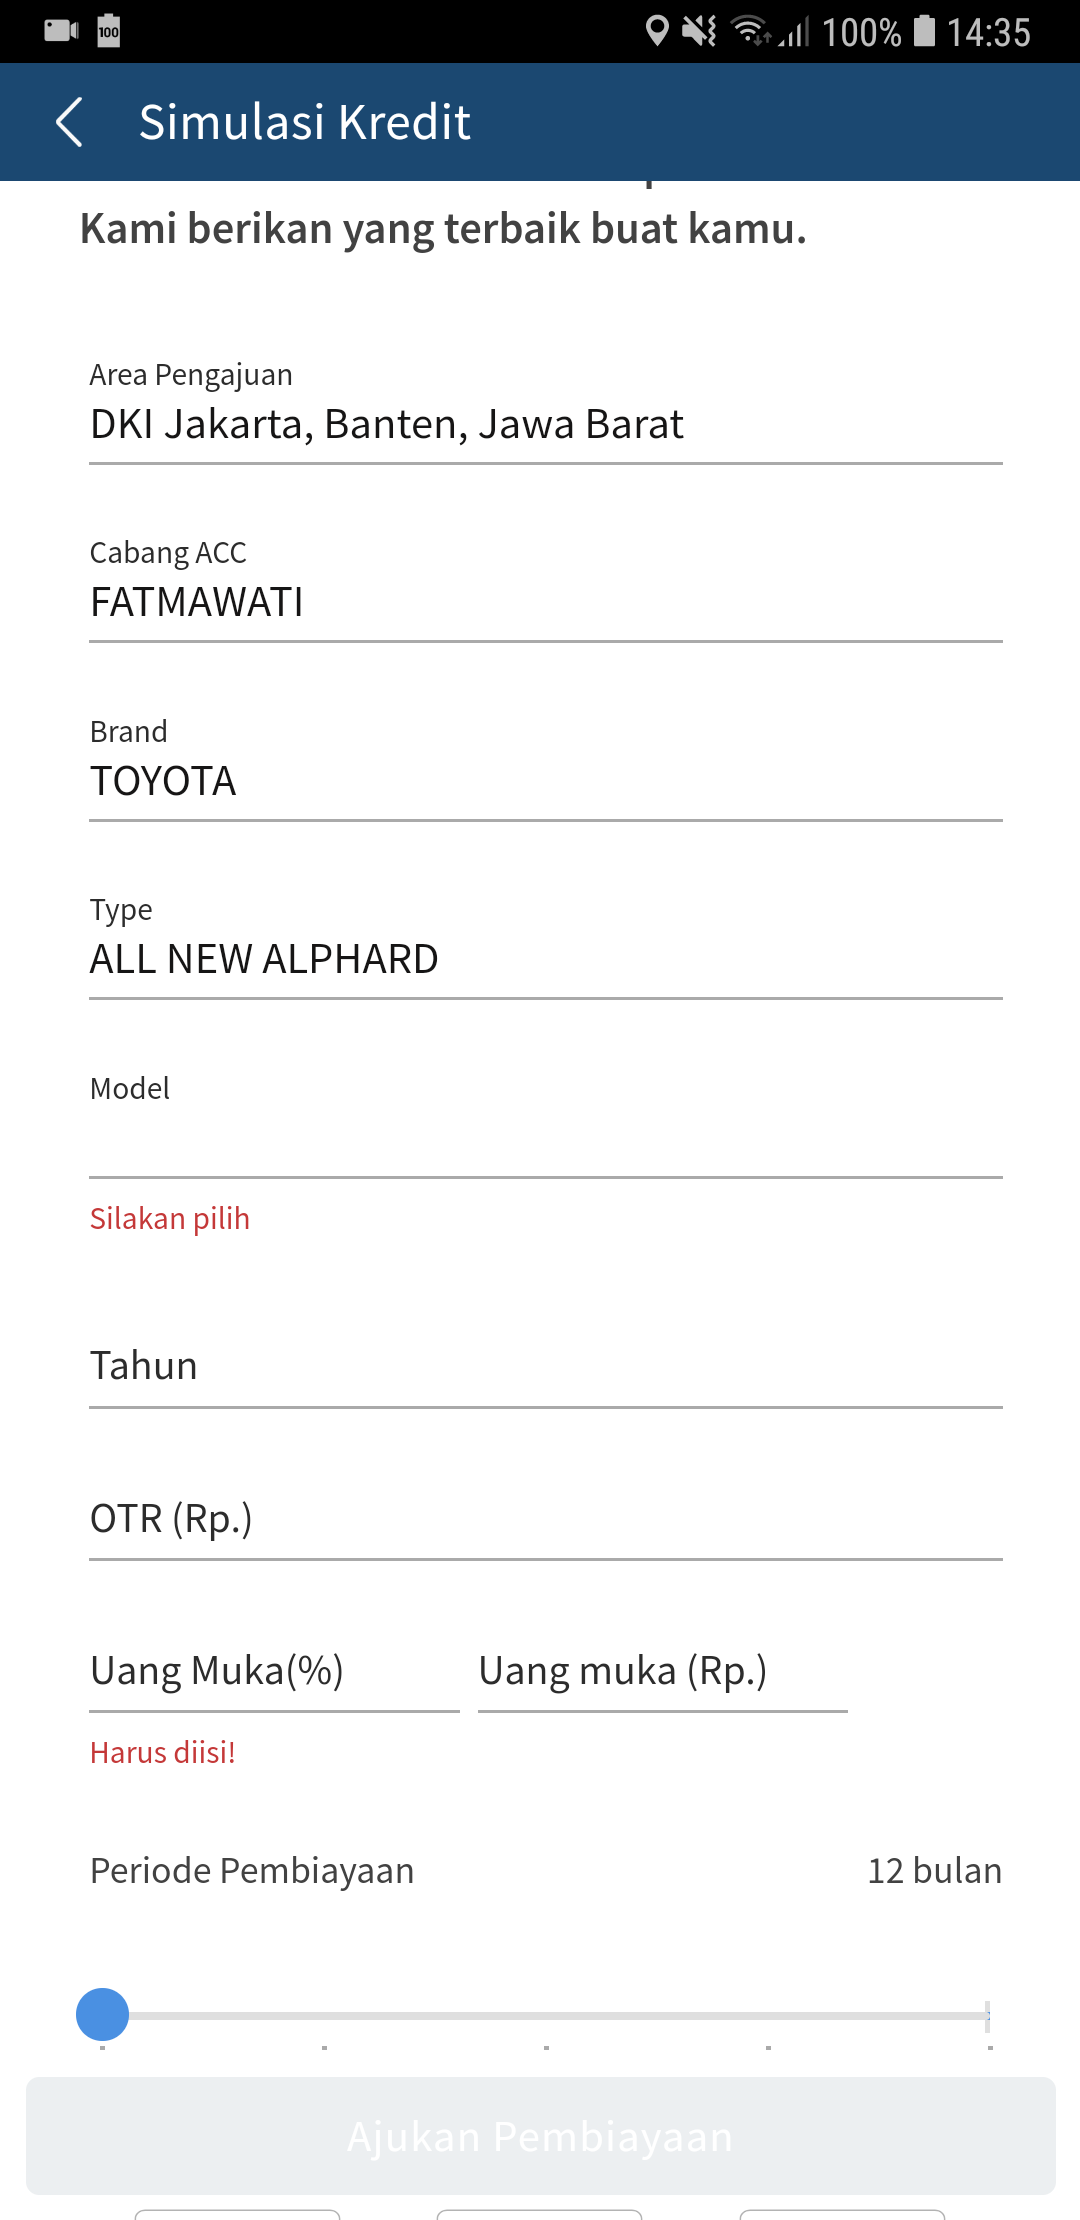 100
100% 14:35
Simulasi Kredit
Kami berikan yang terbaik buat kamu.
Area Pengajuan
DKI Jakarta, Banten, Jawa Barat
Cabang ACC
FATMAWATI
Brand
TOYOTA
Type
ALL NEW ALPHARD
Model
Silakan pilih
Tahun
OTR (Rp.)
Uang Muka(%) Uang muka (Rp.)
Harus diisi!
Periode Pembiayaan 12 bulan
Ajukan Pembiayaan